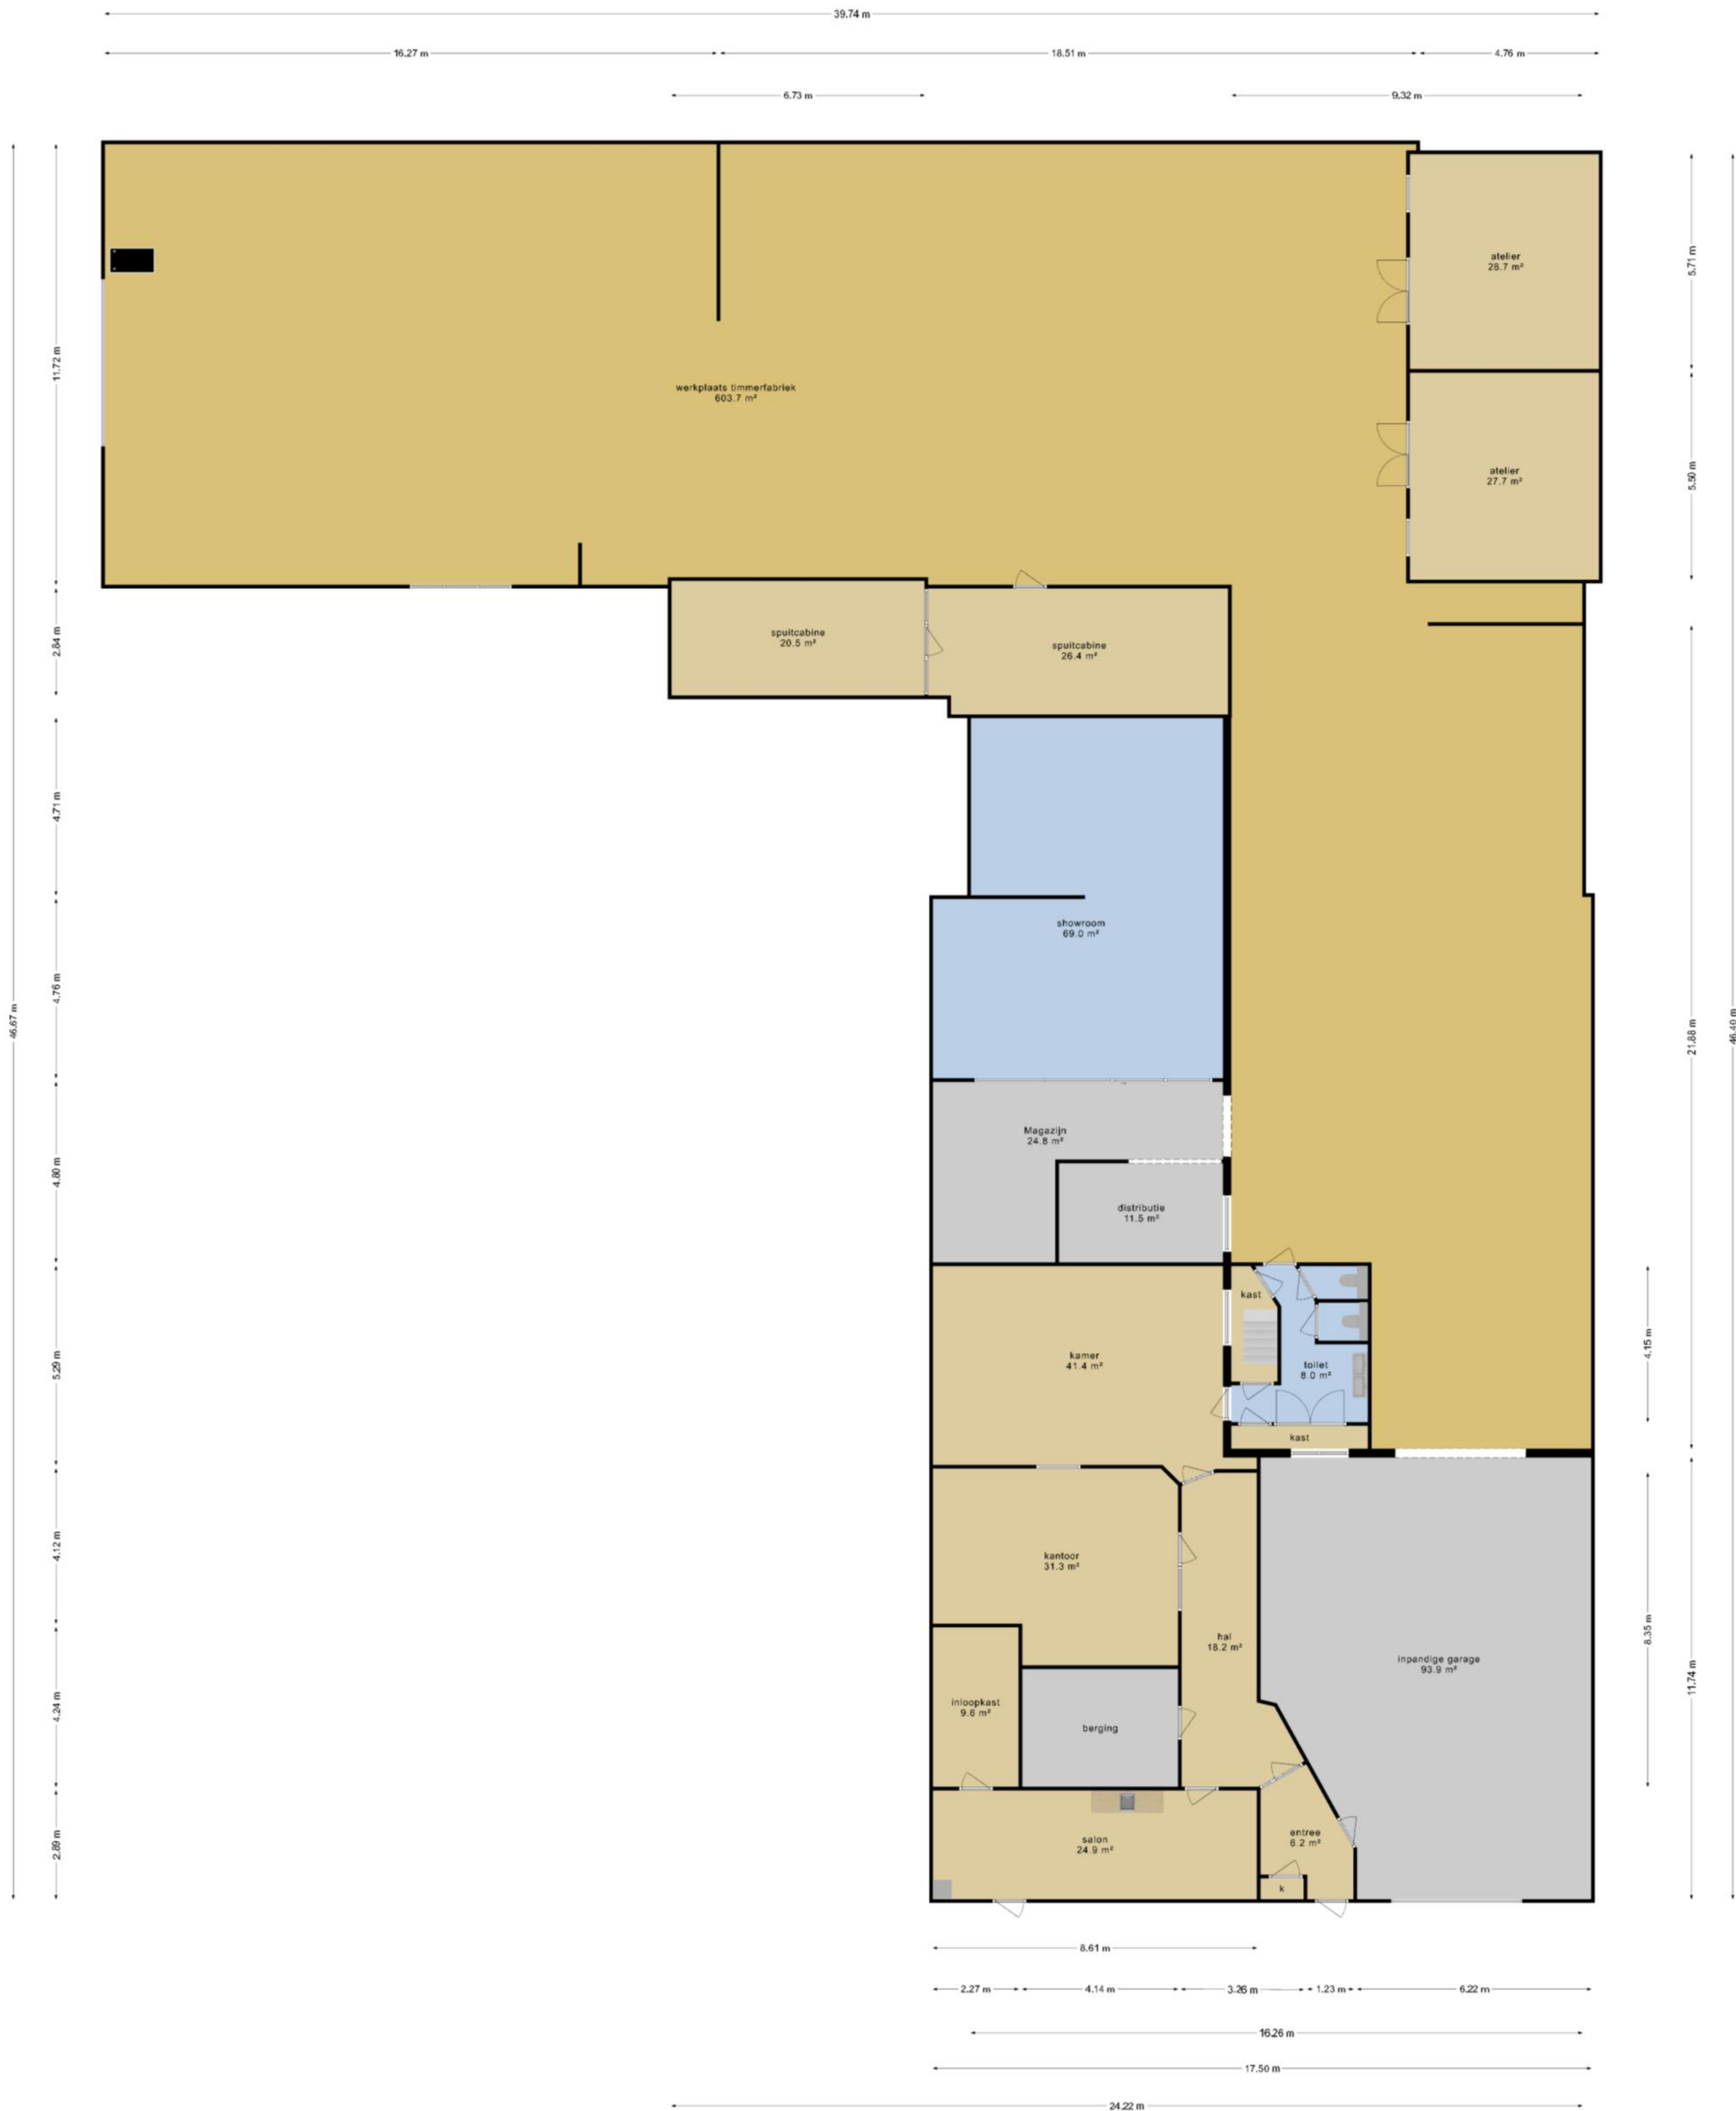 39.74 m
16.27 m
18.51 m
4.76 m
6.73 m
9.32 m
atelier
28.7 m²
5.71 m
11.72 m
werkplaats timmerfabriek
603.7 m²
atelier
27.7 m²
5.50 m
2.84 m
spuitcabine
20.5 m²
spuitcabine
26.4 m²
4.71 m
showroom
69.0 m²
4.76 m
46.67 m
21.88 m
46.40 m
Magazijn
24.8 m²
4.80 m
distributie
11.5 m²
kast
5.29 m
kamer
41.4 m²
toilet
8.0 m²
4.15 m
kast
4.12 m
kantoor
31.3 m²
hal
18.2 m²
8.35 m
inpandige garage
93.9 m²
11.74 m
4.24 m
inloopkast
9.6 m²
berging
2.89 m
salon
24.9 m²
entree
6.2 m²
k
8.61 m
2.27 m
4.14 m
3.26 m
1.23 m
6.22 m
16.26 m
17.50 m
24.22 m